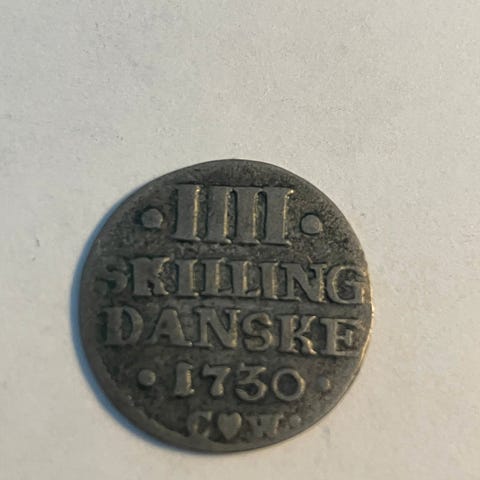 • IIII •
SKILLING
DANSKE
• 1730 •
C♥W